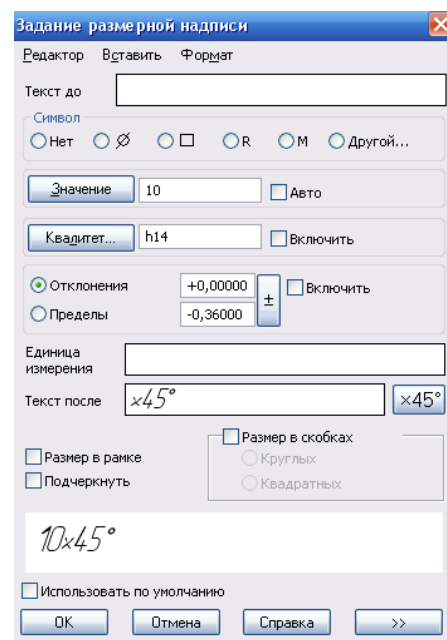 Задание размерной надписи
Редактор Вставить Формат
Текст до
Символ
Нет Ø □ R М Другой...
Значение 10 Авто
Квалитет... h14 Включить
Отклонения +0,00000 ± Включить
Пределы -0,36000
Единица
измерения
Текст после ×45° ×45°
Размер в скобках
Размер в рамке Круглых
Подчеркнуть Квадратных
10×45°
Использовать по умолчанию
OK Отмена Справка >>